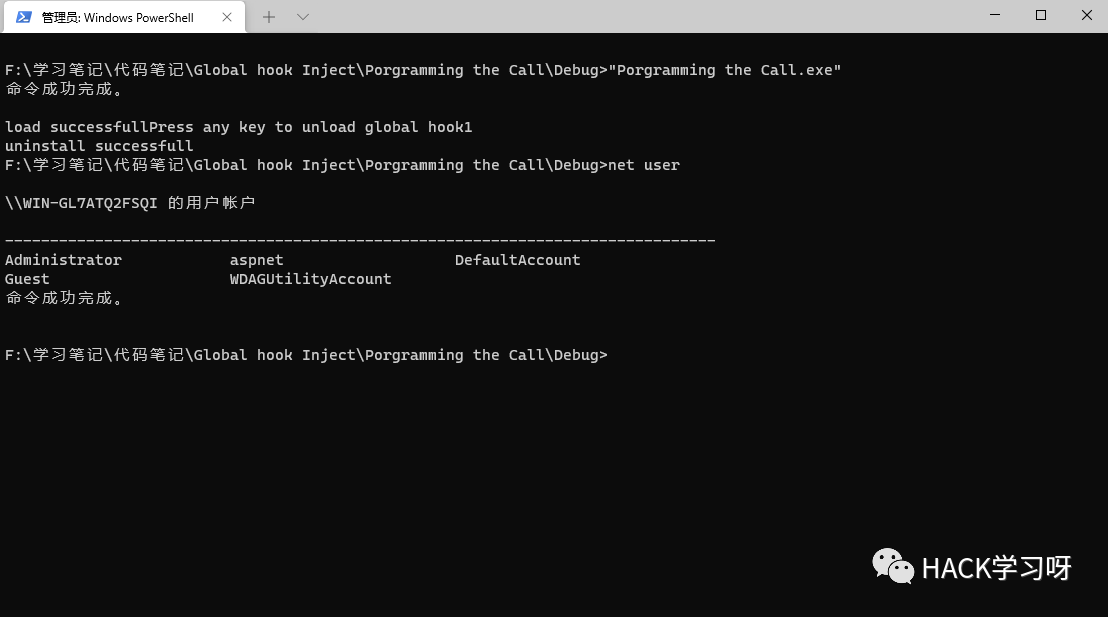 管理员: Windows PowerShell
F:\学习笔记\代码笔记\Global hook Inject\Porgramming the Call\Debug>"Porgramming the Call.exe"
命令成功完成。
load successfullPress any key to unload global hook1
uninstall successfull
F:\学习笔记\代码笔记\Global hook Inject\Porgramming the Call\Debug>net user
\\WIN-GL7ATQ2FSQI 的用户帐户
-------------------------------------------------------------------------------
Administrator            aspnet                   DefaultAccount
Guest                    WDAGUtilityAccount
命令成功完成。
F:\学习笔记\代码笔记\Global hook Inject\Porgramming the Call\Debug>
HACK学习呀